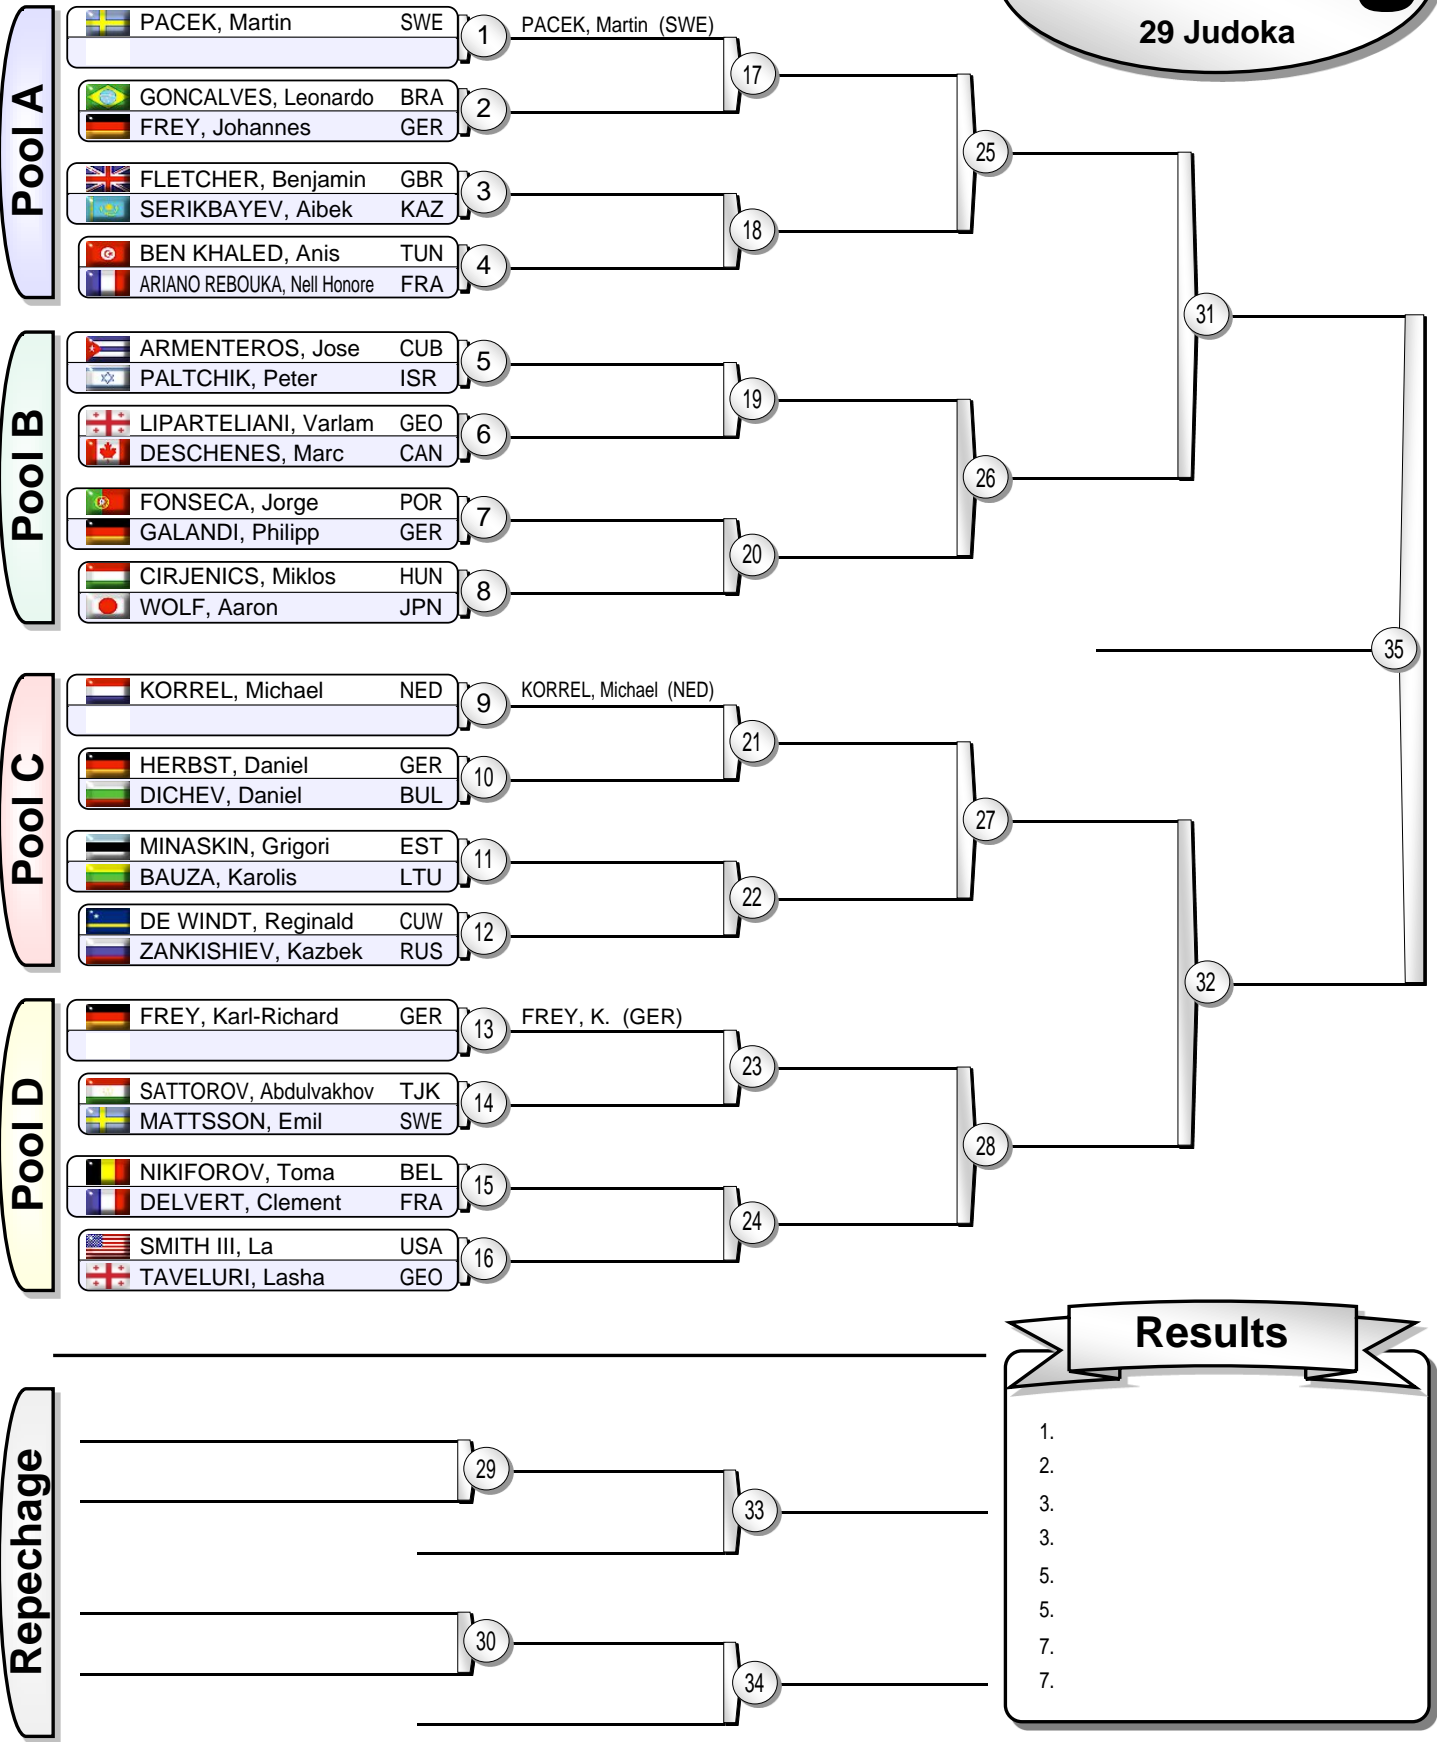 29 Judoka
Pool A
PACEK, Martin SWE
1
PACEK, Martin (SWE)
17
GONCALVES, Leonardo BRA
FREY, Johannes GER
2
25
FLETCHER, Benjamin GBR
SERIKBAYEV, Aibek KAZ
3
18
BEN KHALED, Anis TUN
ARIANO REBOUKA, Nell Honore FRA
4
31
Pool B
ARMENTEROS, Jose CUB
PALTCHIK, Peter ISR
5
19
LIPARTELIANI, Varlam GEO
DESCHENES, Marc CAN
6
26
FONSECA, Jorge POR
GALANDI, Philipp GER
7
20
CIRJENICS, Miklos HUN
WOLF, Aaron JPN
8
35
Pool C
KORREL, Michael NED
9
KORREL, Michael (NED)
21
HERBST, Daniel GER
DICHEV, Daniel BUL
10
27
MINASKIN, Grigori EST
BAUZA, Karolis LTU
11
22
DE WINDT, Reginald CUW
ZANKISHIEV, Kazbek RUS
12
32
Pool D
FREY, Karl-Richard GER
13
FREY, K. (GER)
23
SATTOROV, Abdulvakhov TJK
MATTSSON, Emil SWE
14
28
NIKIFOROV, Toma BEL
DELVERT, Clement FRA
15
24
SMITH III, La USA
TAVELURI, Lasha GEO
16
Repechage
29
33
30
34
Results
1.
2.
3.
3.
5.
5.
7.
7.